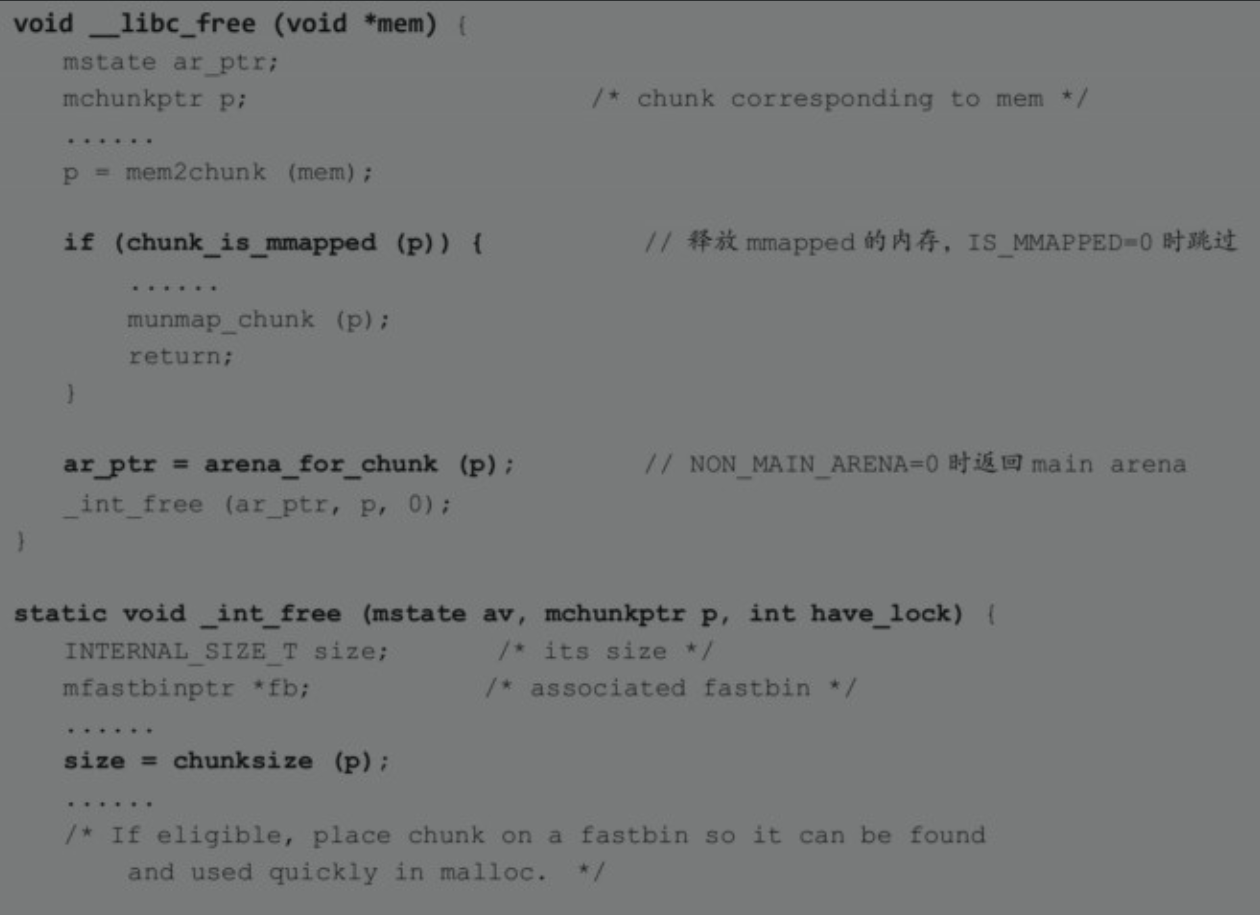 void __libc_free (void *mem) {
mstate ar_ptr;
mchunkptr p; /* chunk corresponding to mem */
......
p = mem2chunk (mem);
if (chunk_is_mmapped (p)) { // 释放 mmapped 的内存，IS_MMAPPED=0 时跳过
......
munmap_chunk (p);
return;
}
ar_ptr = arena_for_chunk (p); // NON_MAIN_ARENA=0 时返回 main arena
_int_free (ar_ptr, p, 0);
}
static void _int_free (mstate av, mchunkptr p, int have_lock) {
INTERNAL_SIZE_T size; /* its size */
mfastbinptr *fb; /* associated fastbin */
......
size = chunksize (p);
......
/* If eligible, place chunk on a fastbin so it can be found
and used quickly in malloc. */